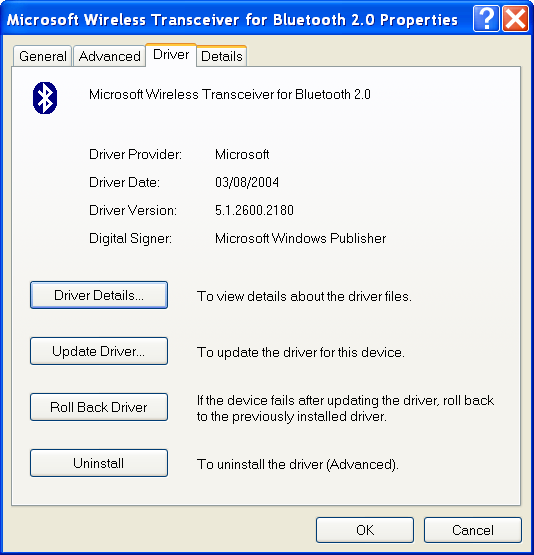 Microsoft Wireless Transceiver for Bluetooth 2.0 Properties
General Advanced Driver Details
Microsoft Wireless Transceiver for Bluetooth 2.0
Driver Provider: Microsoft
Driver Date: 03/08/2004
Driver Version: 5.1.2600.2180
Digital Signer: Microsoft Windows Publisher
Driver Details... To view details about the driver files.
Update Driver... To update the driver for this device.
Roll Back Driver If the device fails after updating the driver, roll back
to the previously installed driver.
Uninstall To uninstall the driver (Advanced).
OK Cancel